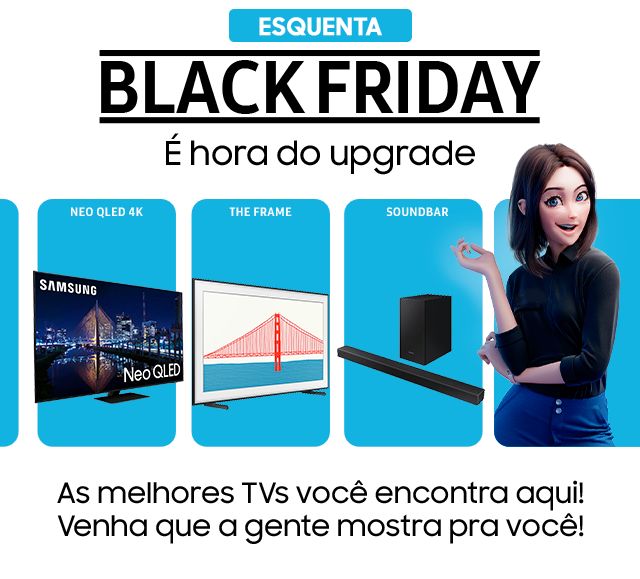 ESQUENTA
BLACK FRIDAY
É hora do upgrade
NEO QLED 4K
THE FRAME
SOUNDBAR
SAMSUNG
Neo QLED
As melhores TVs você encontra aqui!
Venha que a gente mostra pra você!